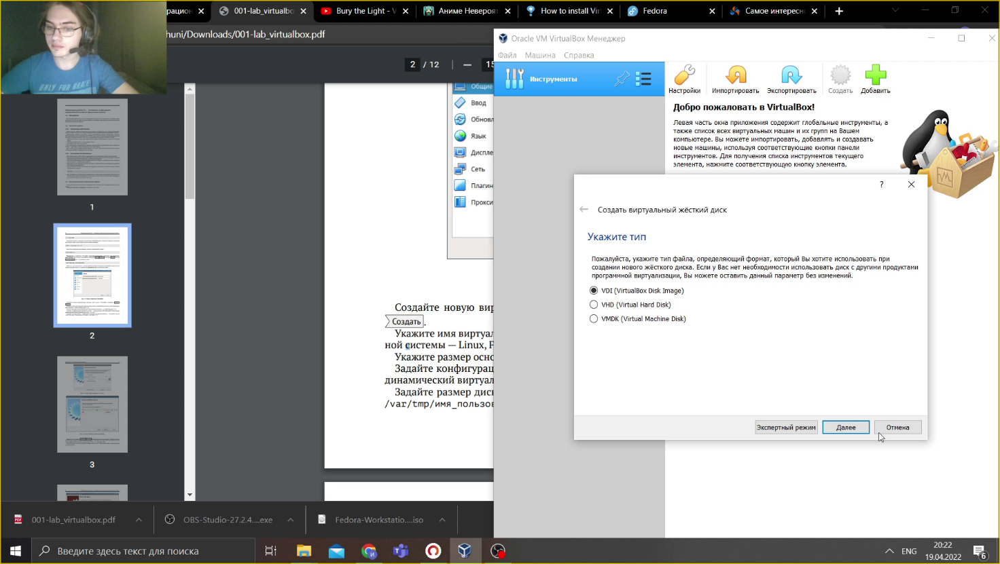 рацион
001-lab_virtualbo
Bury the Light - V
Аниме Невероят
How to install Vir
Fedora
Самое интересн
huni/Downloads/001-lab_virtualbox.pdf
ONLY FOR BRAVE
2 / 12
15
Общие
Ввод
Обновл
Язык
Диспле
Сеть
Плагин
Прокси
1
2
3
Создайте новую вир
Создать.
Укажите имя виртуал
ной системы — Linux, F
Укажите размер осно
Задайте конфигурац
динамический виртуал
Задайте размер диск
/var/tmp/имя_пользов
Oracle VM VirtualBox Менеджер
Файл Машина Справка
Инструменты
Настройки
Импортировать
Экспортировать
Создать
Добавить
Добро пожаловать в VirtualBox!
Левая часть окна приложения содержит глобальные инструменты, а
также список всех виртуальных машин и их групп на Вашем
компьютере. Вы можете импортировать, добавлять и создавать
новые машины, используя соответствующие кнопки панели
инструментов. Для получения списка инструментов текущего
элемента, нажмите соответствующую кнопку элемента.
?
Создать виртуальный жёсткий диск
Укажите тип
Пожалуйста, укажите тип файла, определяющий формат, который Вы хотите использовать при
создании нового жёсткого диска. Если у Вас нет необходимости использовать диск с другими продуктами
программной виртуализации, Вы можете оставить данный параметр без изменений.
VDI (VirtualBox Disk Image)
VHD (Virtual Hard Disk)
VMDK (Virtual Machine Disk)
Экспертный режим
Далее
Отмена
001-lab_virtualbox.pdf
OBS-Studio-27.2.4....exe
Fedora-Workstatio....iso
Введите здесь текст для поиска
ENG
20:22
19.04.2022
6